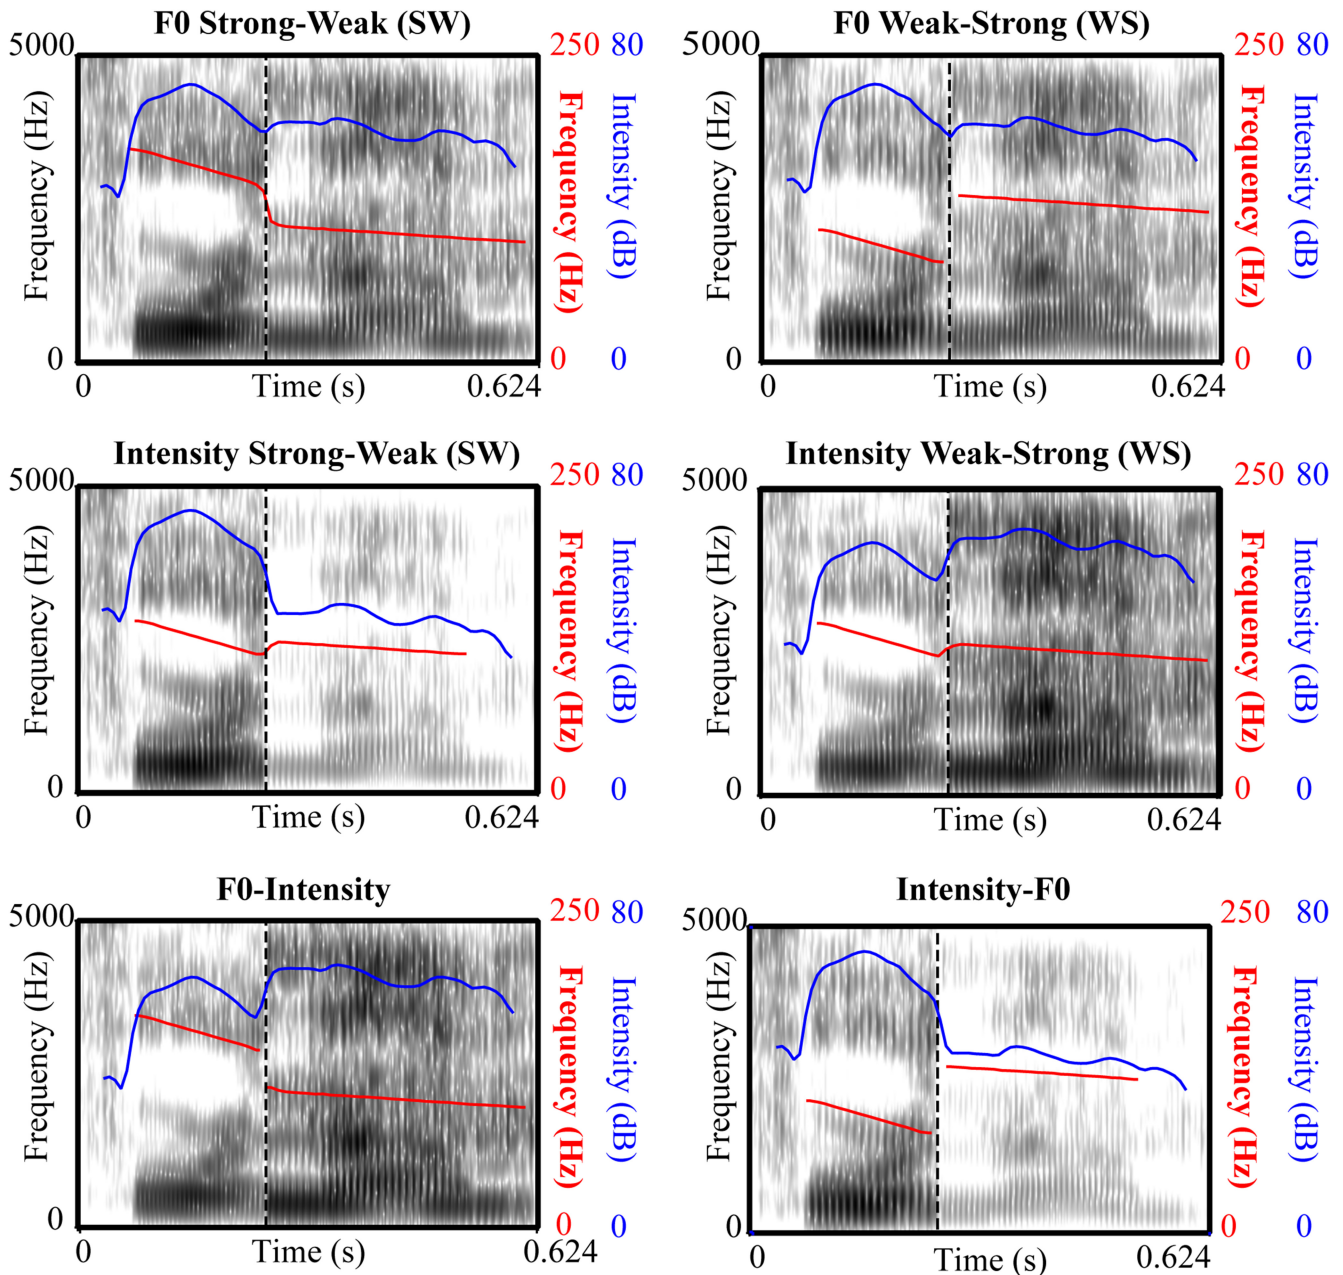 F0 Strong-Weak (SW)
5000
250
80
Frequency (Hz)
Frequency (Hz)
Intensity (dB)
0
0
0
0
Time (s)
0.624
F0 Weak-Strong (WS)
5000
250
80
Frequency (Hz)
Frequency (Hz)
Intensity (dB)
0
0
0
0
Time (s)
0.624
Intensity Strong-Weak (SW)
5000
250
80
Frequency (Hz)
Frequency (Hz)
Intensity (dB)
0
0
0
0
Time (s)
0.624
Intensity Weak-Strong (WS)
5000
250
80
Frequency (Hz)
Frequency (Hz)
Intensity (dB)
0
0
0
0
Time (s)
0.624
F0-Intensity
5000
250
80
Frequency (Hz)
Frequency (Hz)
Intensity (dB)
0
0
0
0
Time (s)
0.624
Intensity-F0
5000
250
80
Frequency (Hz)
Frequency (Hz)
Intensity (dB)
0
0
0
0
Time (s)
0.624